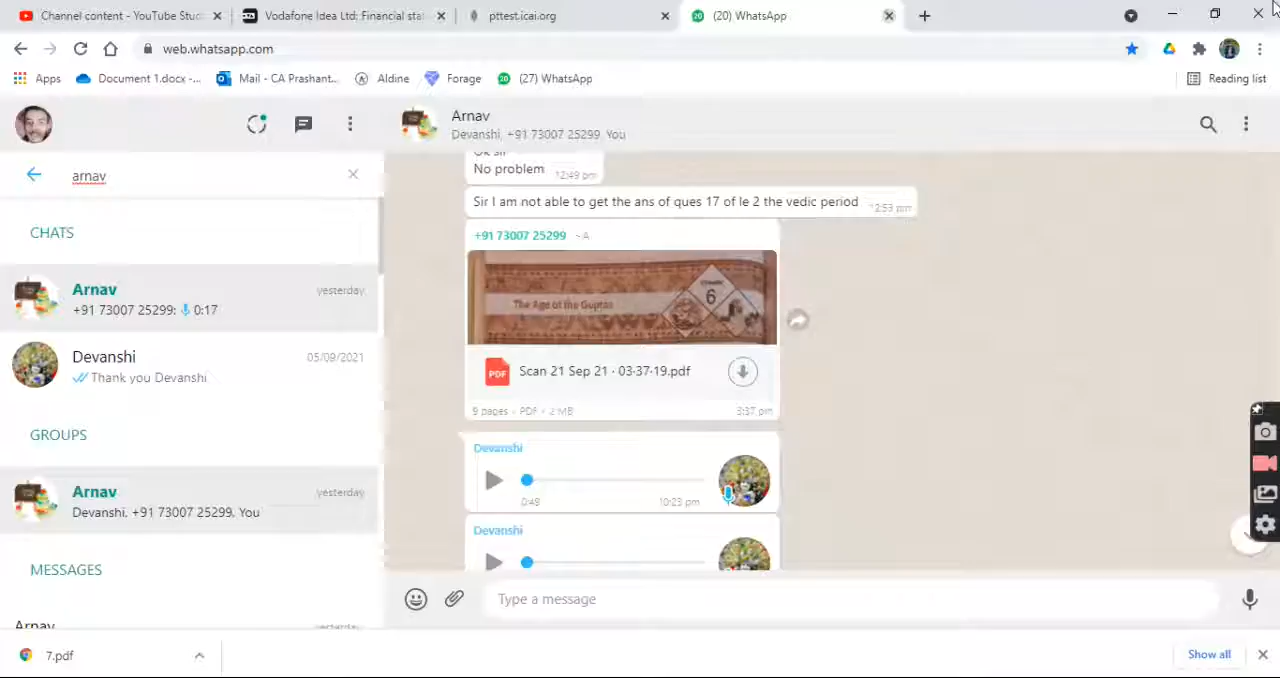 Content creation - YouTube Stud
Vodafone Idea Ltd; Financial stat
pttest.icai.org
(20) WhatsApp
web.whatsapp.com
Apps
Document 1.docx -...
Mail - CA Prashant...
Aldine
Forage
(27) WhatsApp
Reading list
Arnav
Devanshi, +91 73007 25299, You
arnav
Ok sir
No problem
12:49 pm
Sir I am not able to get the ans of ques 17 of le 2 the vedic period
12:53 pm
CHATS
+91 73007 25299 ~A
The Age of the Guptas
6
Arnav
yesterday
+91 73007 25299: 0:17
Devanshi
05/09/2021
Thank you Devanshi
PDF
Scan 21 Sep 21 · 03·37·19.pdf
9 pages • PDF • 2 MB
3:37 pm
GROUPS
Devanshi
0:49
10:23 pm
Arnav
yesterday
Devanshi, +91 73007 25299, You
Devanshi
MESSAGES
Arnav
yesterday
Type a message
7.pdf
Show all